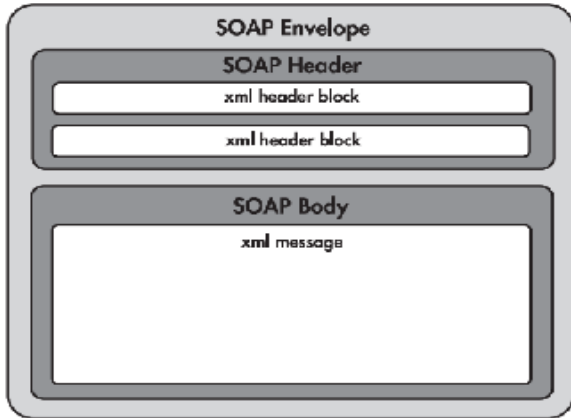 SOAP Envelope
SOAP Header
xml header block
xml header block
SOAP Body
xml message